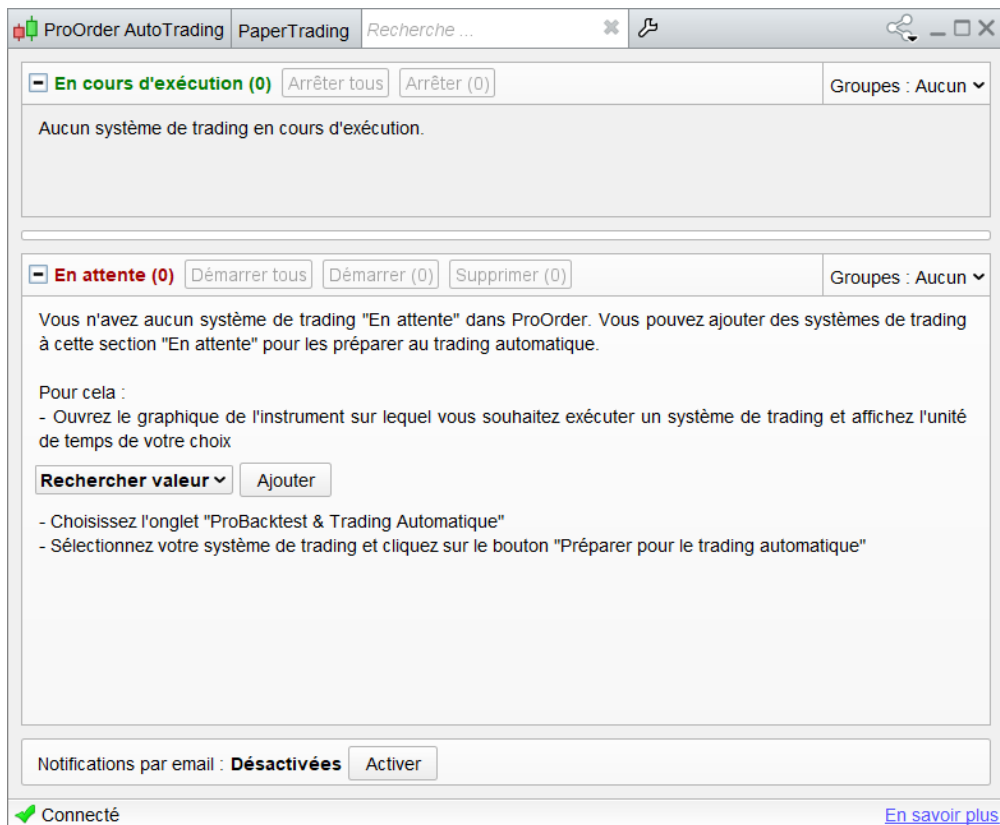 ProOrder AutoTrading PaperTrading Recherche ...
En cours d'exécution (0) Arrêter tous Arrêter (0) Groupes : Aucun
Aucun système de trading en cours d'exécution.
En attente (0) Démarrer tous Démarrer (0) Supprimer (0) Groupes : Aucun
Vous n'avez aucun système de trading "En attente" dans ProOrder. Vous pouvez ajouter des systèmes de trading
à cette section "En attente" pour les préparer au trading automatique.
Pour cela :
- Ouvrez le graphique de l'instrument sur lequel vous souhaitez exécuter un système de trading et affichez l'unité
de temps de votre choix
Rechercher valeur Ajouter
- Choisissez l'onglet "ProBacktest & Trading Automatique"
- Sélectionnez votre système de trading et cliquez sur le bouton "Préparer pour le trading automatique"
Notifications par email : Désactivées Activer
Connecté En savoir plus